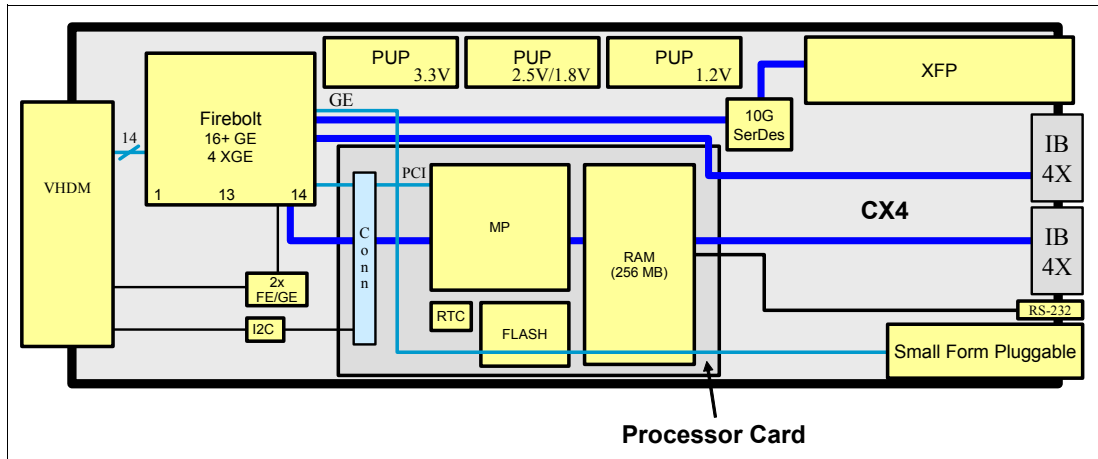 PUP
3.3V
PUP
2.5V/1.8V
PUP
1.2V
XFP
GE
Firebolt
16+ GE
4 XGE
1 13 14
10G
SerDes
14
VHDM
IB
4X
PCI
CX4
Conn
MP
RAM
(256 MB)
IB
4X
2x
FE/GE
RS-232
RTC
I2C
FLASH
Small Form Pluggable
Processor Card